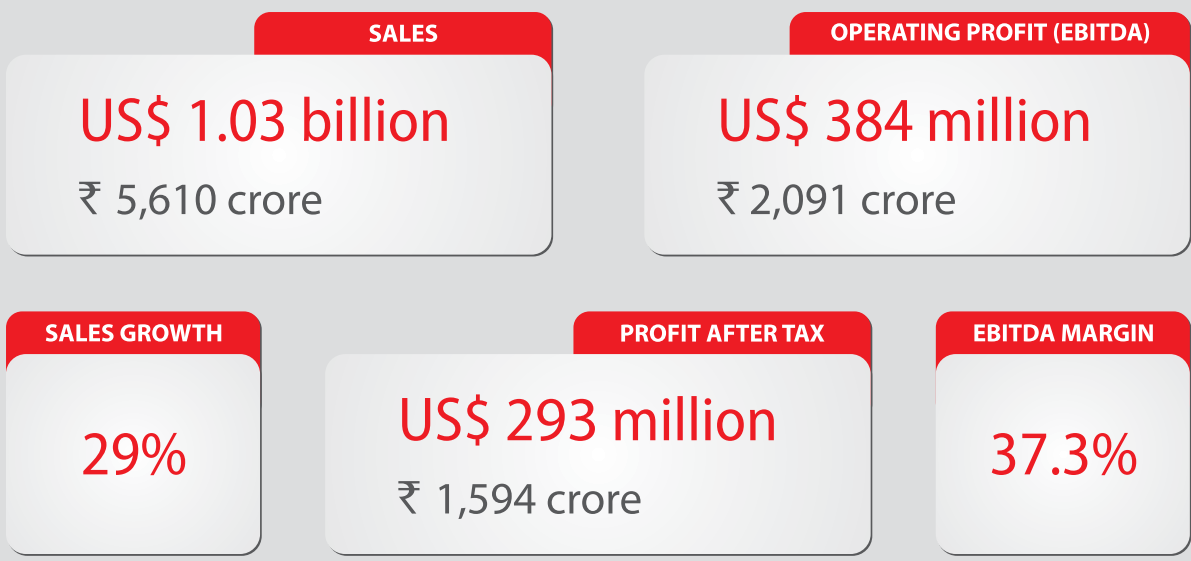 SALES
US$ 1.03 billion
₹ 5,610 crore
OPERATING PROFIT (EBITDA)
US$ 384 million
₹ 2,091 crore
SALES GROWTH
29%
PROFIT AFTER TAX
US$ 293 million
₹ 1,594 crore
EBITDA MARGIN
37.3%